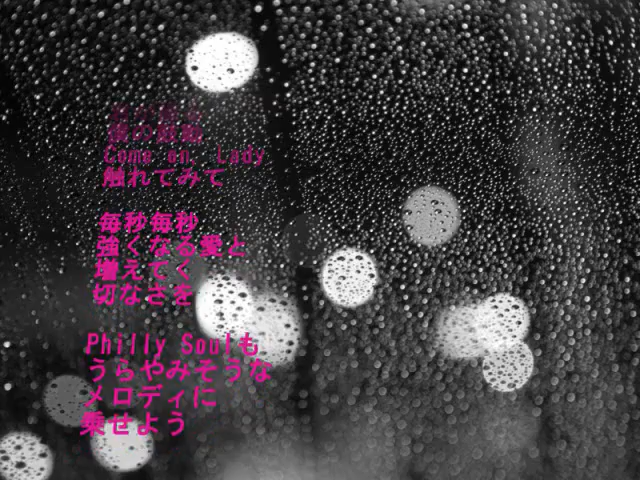 僕の鼓動
Come on, Lady
触れてみて
毎秒毎秒
強くなる愛と
増えてく
切なさを
Philly Soulも
うらやみそうな
メロディに
乗せよう